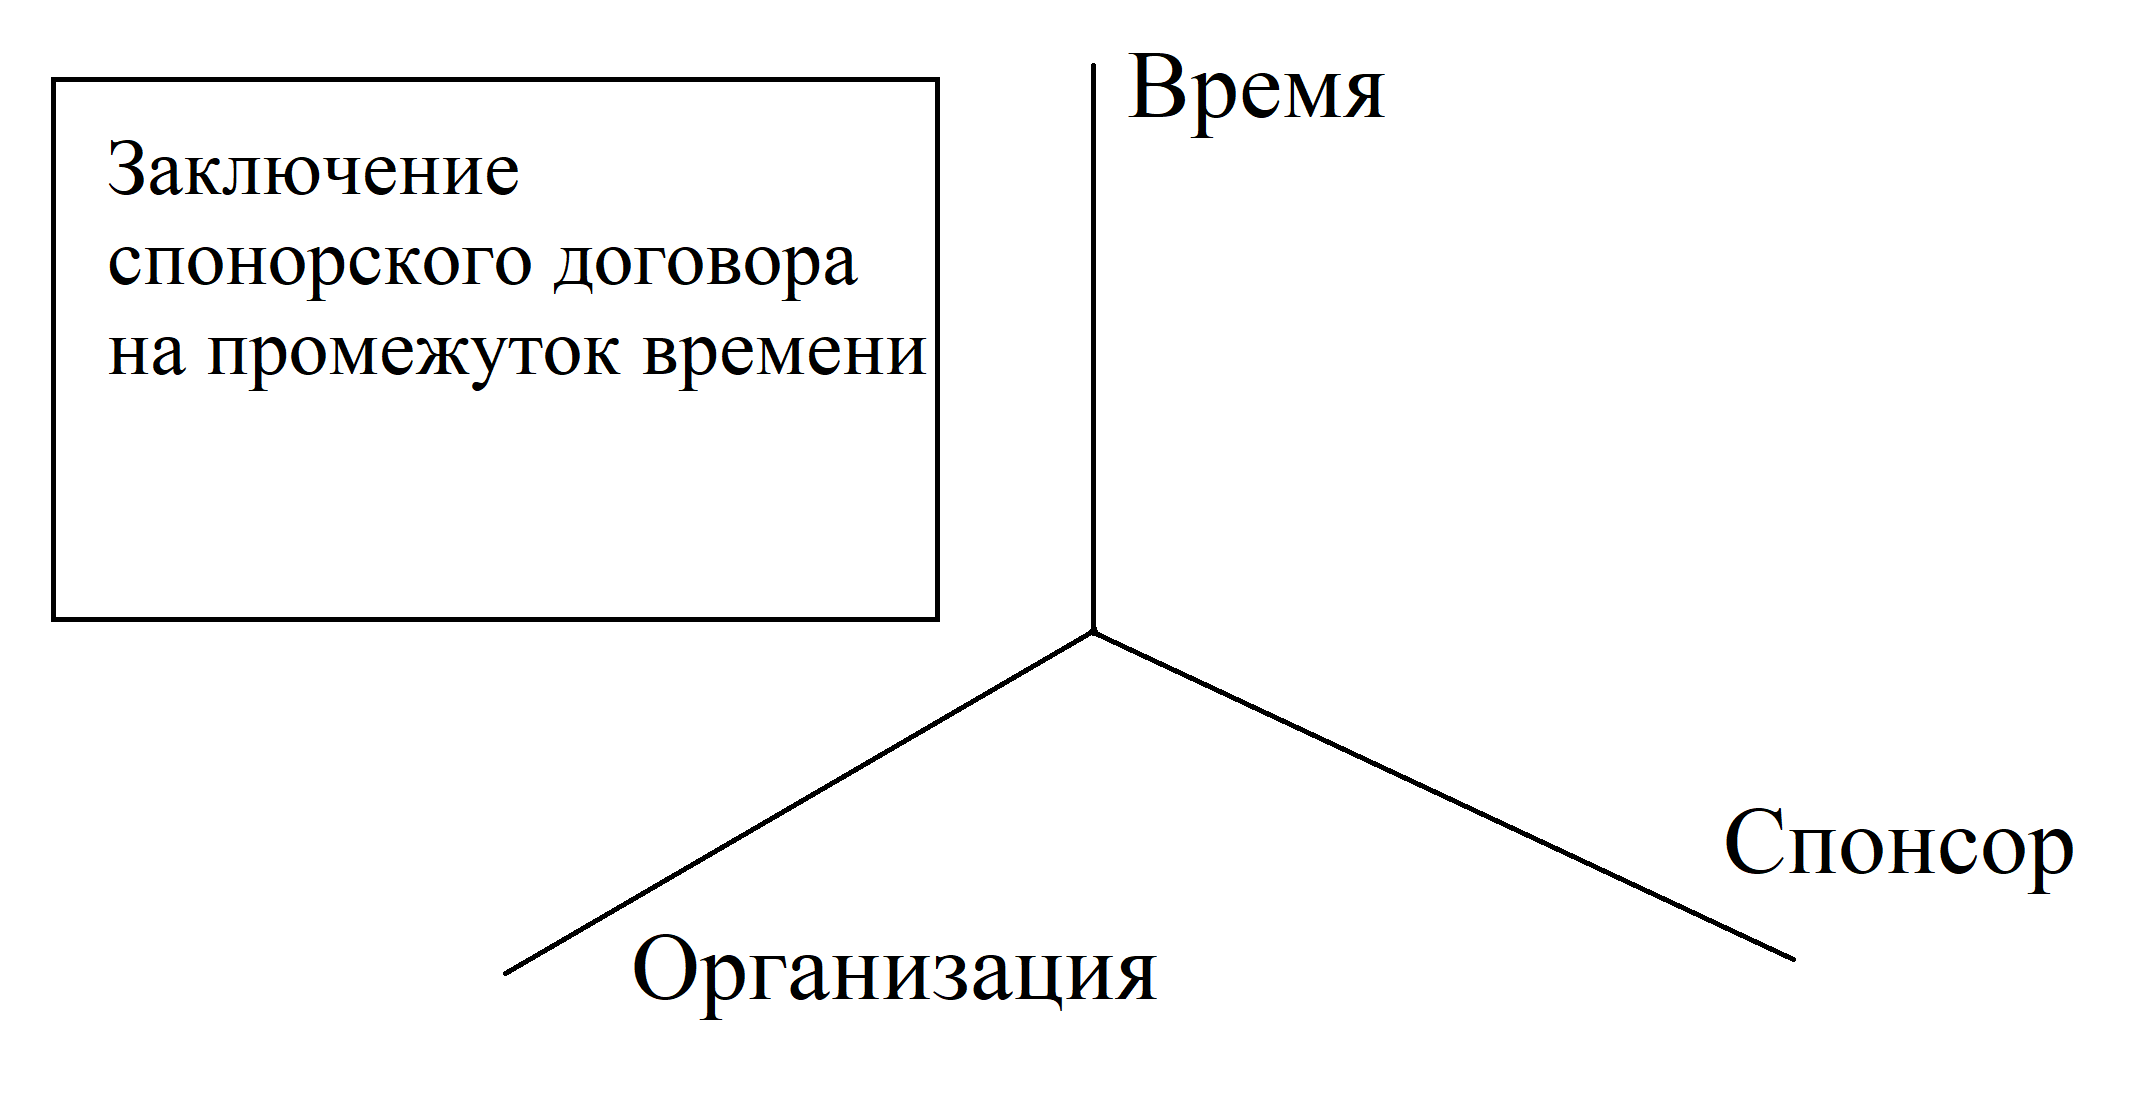 Время
Заключение
спонорского договора
на промежуток времени
Спонсор
Организация